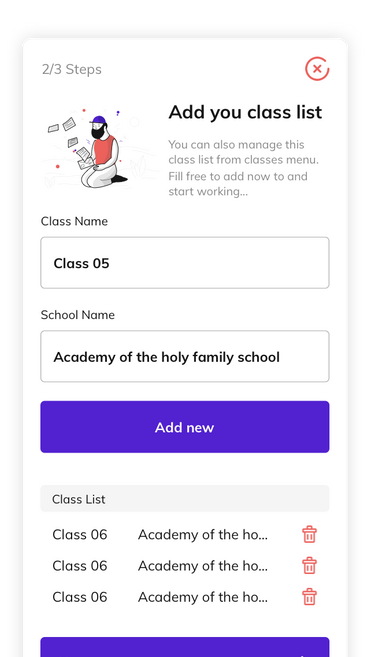 2/3 Steps
Add you class list
You can also manage this
class list from classes menu.
Fill free to add now to and
start working...
Class Name
Class 05
School Name
Academy of the holy family school
Add new
Class List
Class 06 Academy of the ho...
Class 06 Academy of the ho...
Class 06 Academy of the ho...